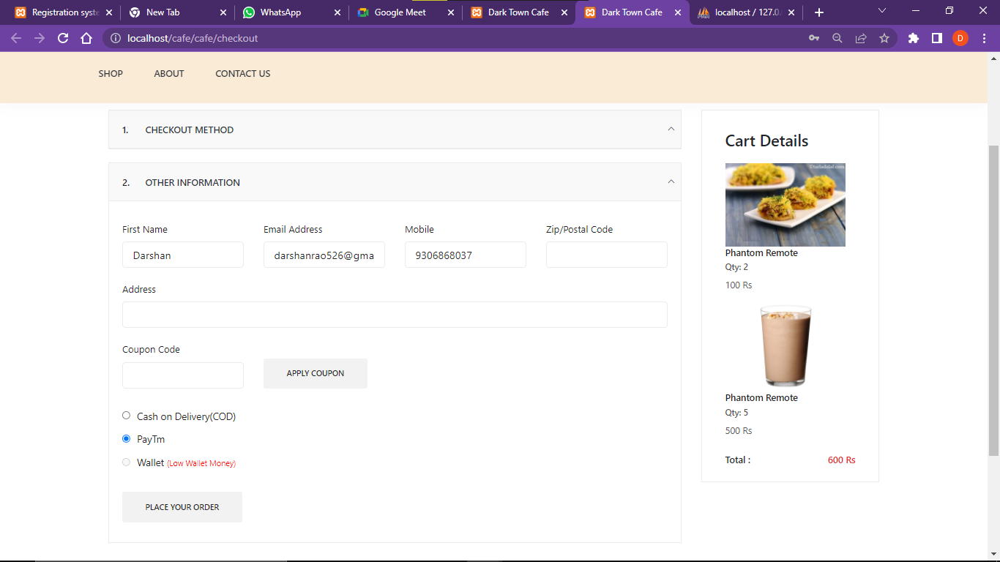 Registration syste
New Tab
WhatsApp
Google Meet
Dark Town Cafe
Dark Town Cafe
localhost / 127.0.
localhost/cafe/cafe/checkout
D
SHOP
ABOUT
CONTACT US
1. CHECKOUT METHOD
2. OTHER INFORMATION
First Name
Email Address
Mobile
Zip/Postal Code
Darshan
darshanrao526@gma
9306868037
Address
Coupon Code
APPLY COUPON
Cash on Delivery(COD)
PayTm
Wallet (Low Wallet Money)
PLACE YOUR ORDER
Cart Details
©tarladalal.com
Phantom Remote
Qty: 2
100 Rs
Phantom Remote
Qty: 5
500 Rs
Total : 600 Rs